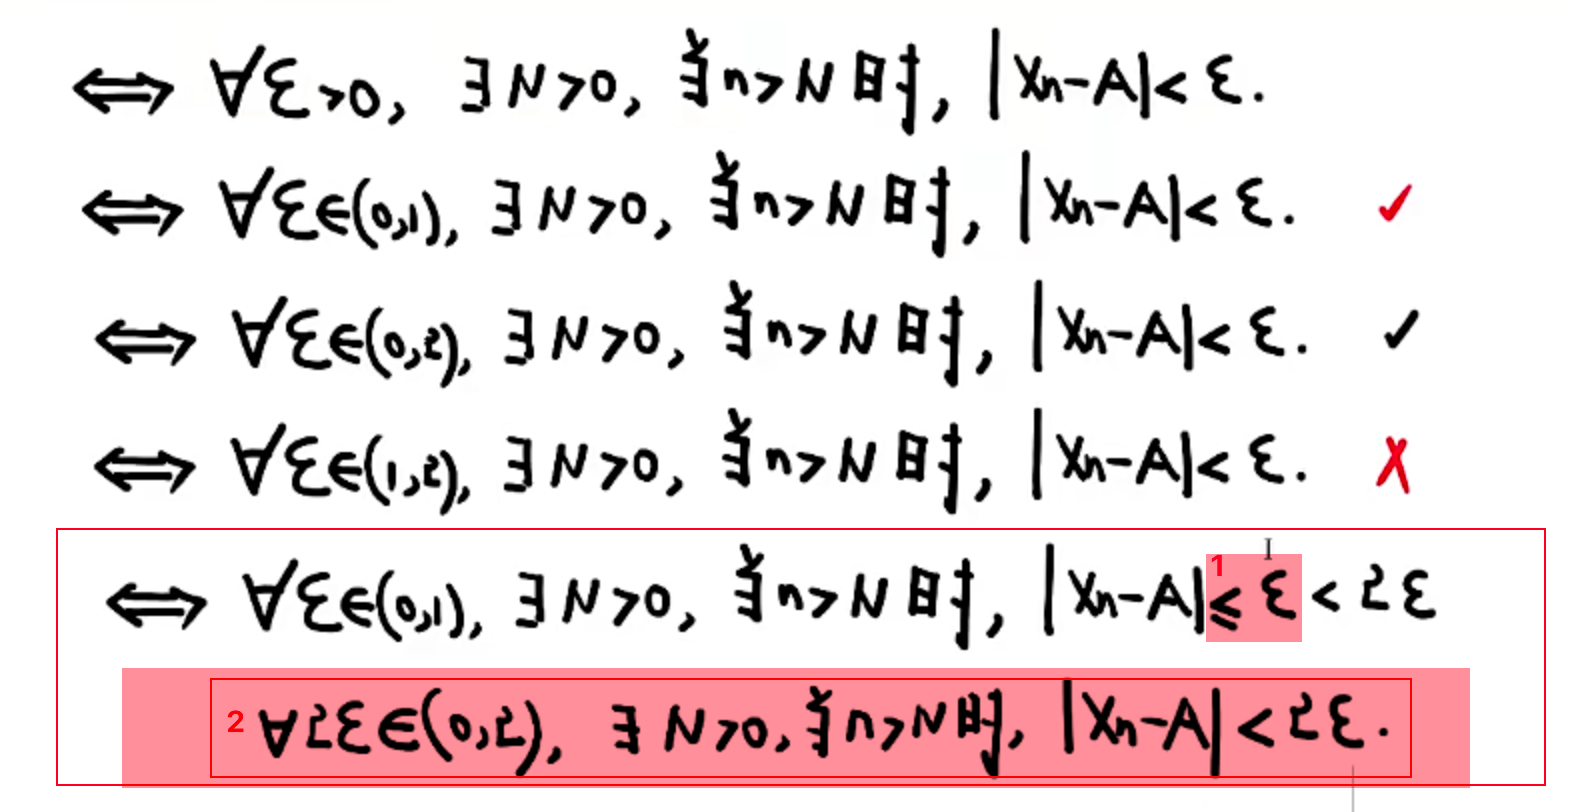 ⇔ ∀ε>0, ∃N>0, 当n>N时, |Xn-A|<ε.
⇔ ∀ε∈(0,1), ∃N>0, 当n>N时, |Xn-A|<ε. ✓
⇔ ∀ε∈(0,2), ∃N>0, 当n>N时, |Xn-A|<ε. ✓
⇔ ∀ε∈(1,2), ∃N>0, 当n>N时, |Xn-A|<ε. ✗
1
⇔ ∀ε∈(0,1), ∃N>0, 当n>N时, |Xn-A|≤ε<2ε
2 ∀2ε∈(0,2), ∃N>0, 当n>N时, |Xn-A|<2ε.